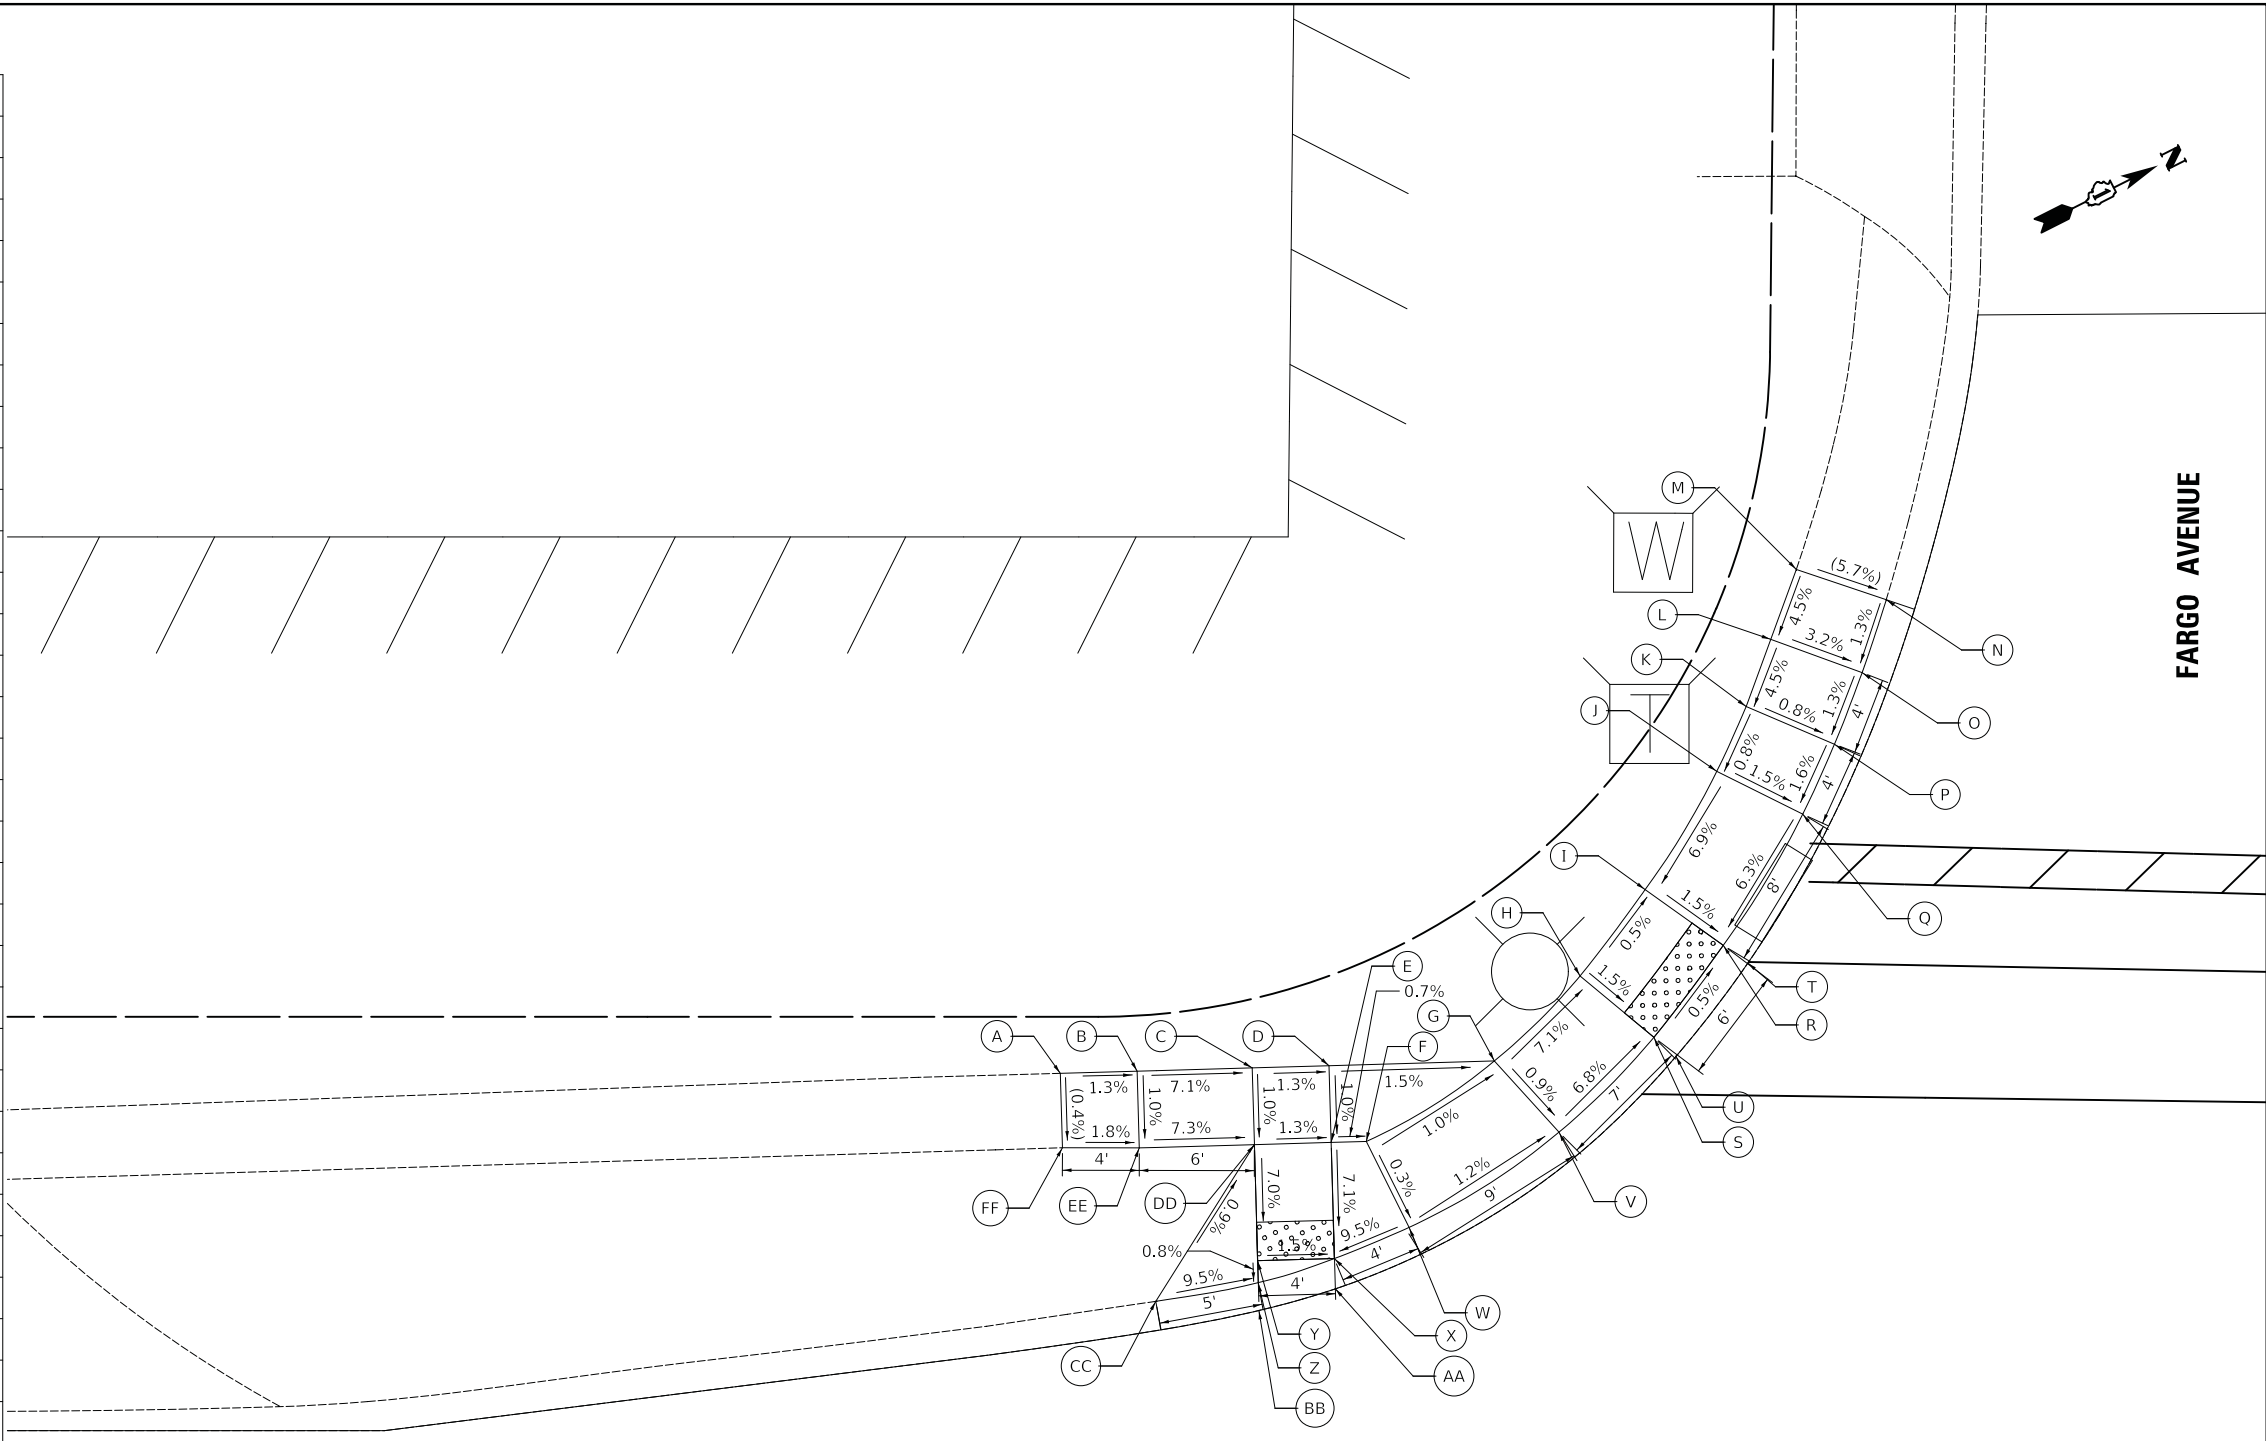 N
1
FARGO AVENUE
M
W
(5.7%)
L
4.5%
1.3%
3.2%
N
K
4.5%
1.3%
T
0.8%
4'
O
J
0.8%
1.5%
1.6%
4'
P
6.9%
I
6.3%
8'
1.5%
Q
H
0.5%
1.5%
0.5%
T
R
6'
E
0.7%
G
F
7.1%
6.8%
0.9%
7'
U
S
A
B
C
D
1.3%
7.1%
1.3%
1.5%
(0.4%)
1.0%
1.0%
1.0%
1.0%
1.8%
7.3%
1.3%
4'
6'
0.3%
1.2%
9'
V
FF
EE
DD
7.0%
7.1%
0.9%
9.5%
4'
0.8%
1.5%
9.5%
4'
5'
W
Y
X
CC
Z
AA
BB